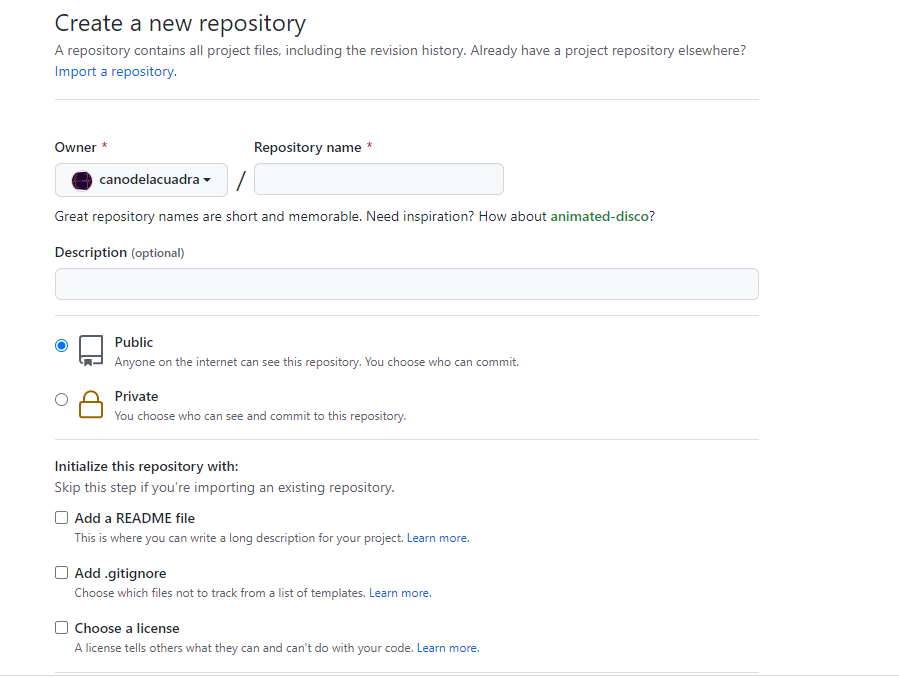 Create a new repository
A repository contains all project files, including the revision history. Already have a project repository elsewhere?
Import a repository.
Owner * Repository name *
canodelacuadra /
Great repository names are short and memorable. Need inspiration? How about animated-disco?
Description (optional)
Public
Anyone on the internet can see this repository. You choose who can commit.
Private
You choose who can see and commit to this repository.
Initialize this repository with:
Skip this step if you’re importing an existing repository.
Add a README file
This is where you can write a long description for your project. Learn more.
Add .gitignore
Choose which files not to track from a list of templates. Learn more.
Choose a license
A license tells others what they can and can't do with your code. Learn more.